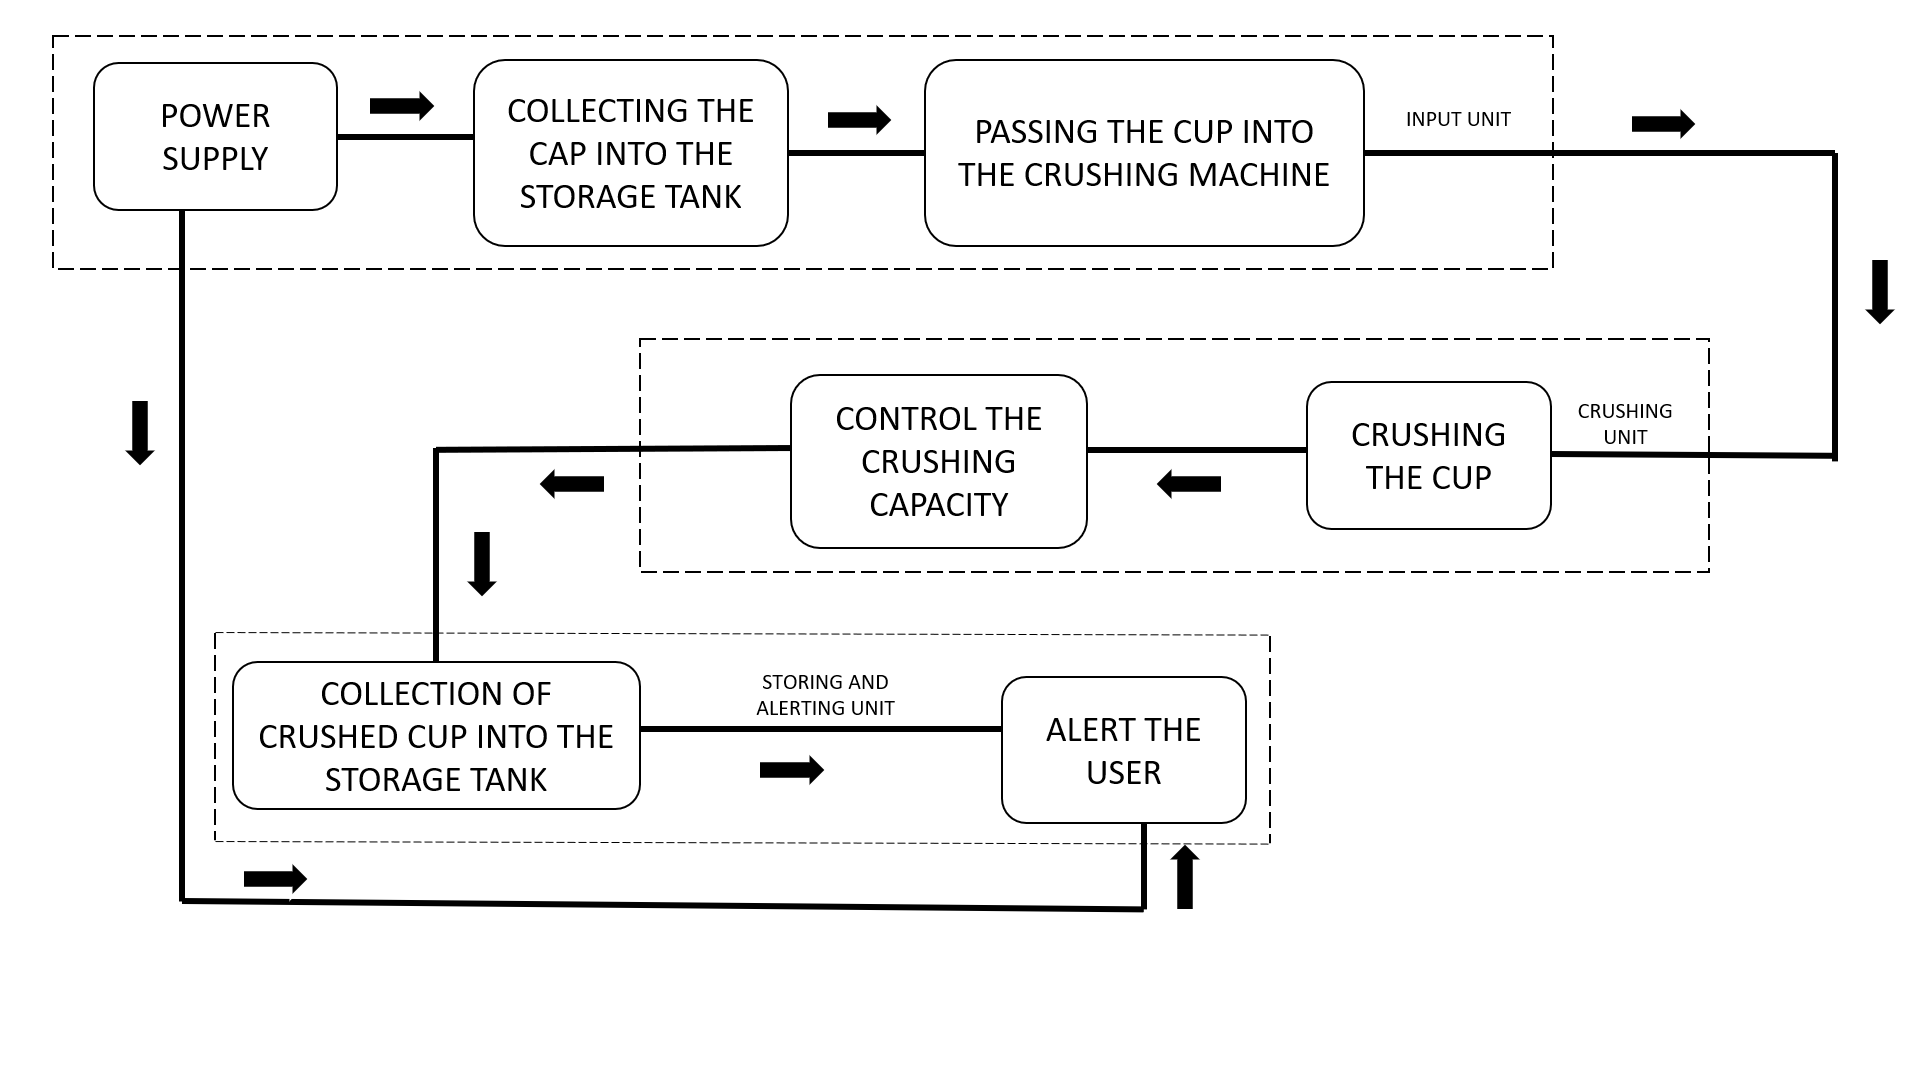 POWER
SUPPLY
COLLECTING THE
CAP INTO THE
STORAGE TANK
PASSING THE CUP INTO
THE CRUSHING MACHINE
INPUT UNIT
CONTROL THE
CRUSHING
CAPACITY
CRUSHING
THE CUP
CRUSHING
UNIT
COLLECTION OF
CRUSHED CUP INTO THE
STORAGE TANK
STORING AND
ALERTING UNIT
ALERT THE
USER